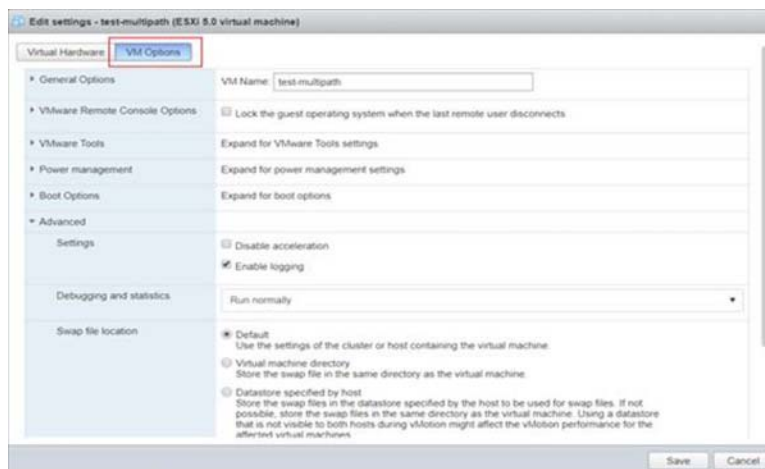 Edit settings - test-multipath (ESXi 5.0 virtual machine)
Virtual Hardware
VM Options
General Options
VM Name: test-multipath
VMware Remote Console Options
Lock the guest operating system when the last remote user disconnects
VMware Tools
Expand for VMware Tools settings
Power management
Expand for power management settings
Boot Options
Expand for boot options
Advanced
Settings
Disable acceleration
Enable logging
Debugging and statistics
Run normally
Swap file location
Default
Use the settings of the cluster or host containing the virtual machine
Virtual machine directory
Store the swap file in the same directory as the virtual machine
Datastore specified by host
Store the swap files in the datastore specified by the host to be used for swap files. If not
possible, store the swap files in the same directory as the virtual machine. Using a datastore
that is not visible to both hosts during vMotion might affect the vMotion performance for the
affected virtual machines
Save
Cancel